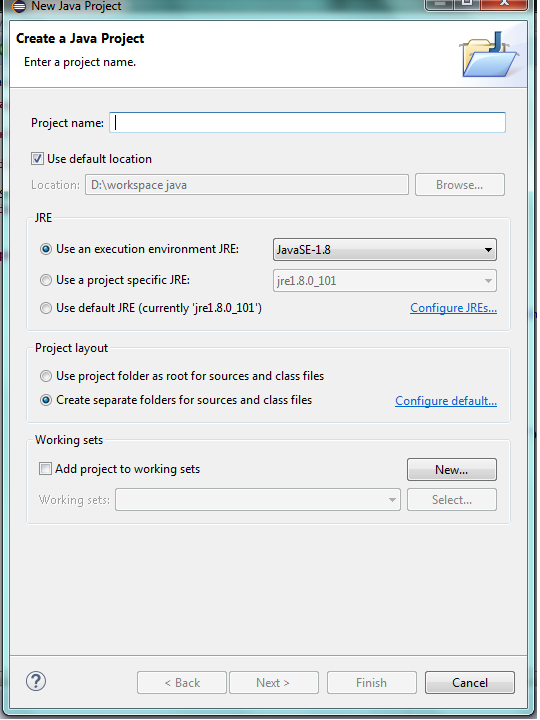 New Java Project
Create a Java Project
Enter a project name.
Project name:
Use default location
Location: D:\workspace java Browse...
JRE
Use an execution environment JRE: JavaSE-1.8
Use a project specific JRE: jre1.8.0_101
Use default JRE (currently 'jre1.8.0_101') Configure JREs...
Project layout
Use project folder as root for sources and class files
Create separate folders for sources and class files Configure default...
Working sets
Add project to working sets New...
Working sets: Select...
? < Back Next > Finish Cancel